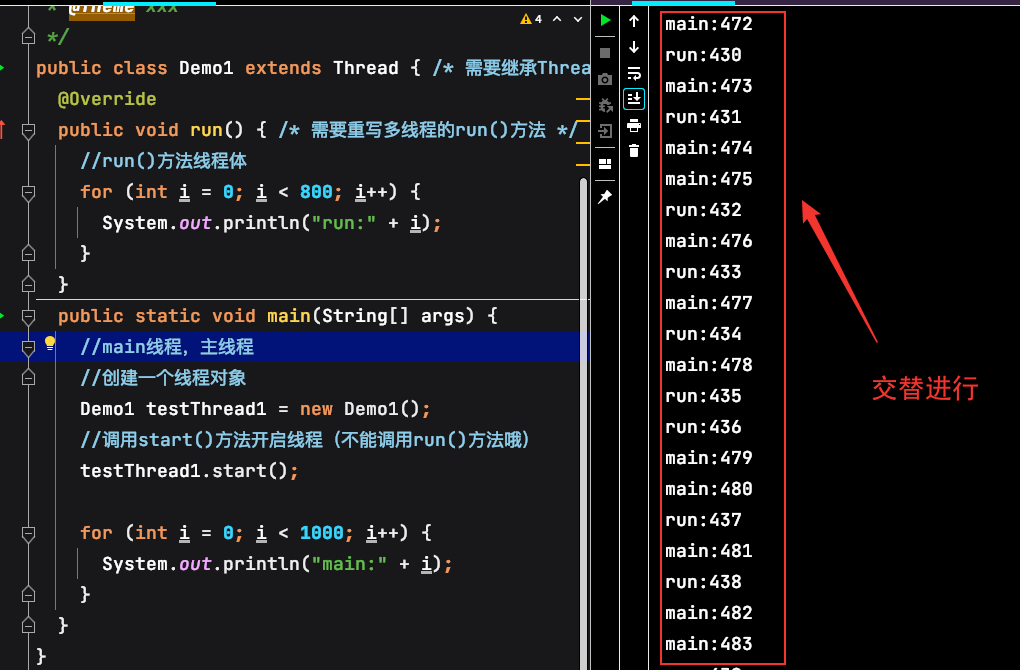 * @Theme xxx
*/
public class Demo1 extends Thread { /* 需要继承Threa
@Override
public void run() { /* 需要重写多线程的run()方法 */
//run()方法线程体
for (int i = 0; i < 800; i++) {
System.out.println("run:" + i);
}
}
public static void main(String[] args) {
//main线程，主线程
//创建一个线程对象
Demo1 testThread1 = new Demo1();
//调用start()方法开启线程（不能调用run()方法哦）
testThread1.start();
for (int i = 0; i < 1000; i++) {
System.out.println("main:" + i);
}
}
}
4
main:472
run:430
main:473
run:431
main:474
main:475
run:432
main:476
run:433
main:477
run:434
main:478
run:435
run:436
main:479
main:480
run:437
main:481
run:438
main:482
main:483
交替进行